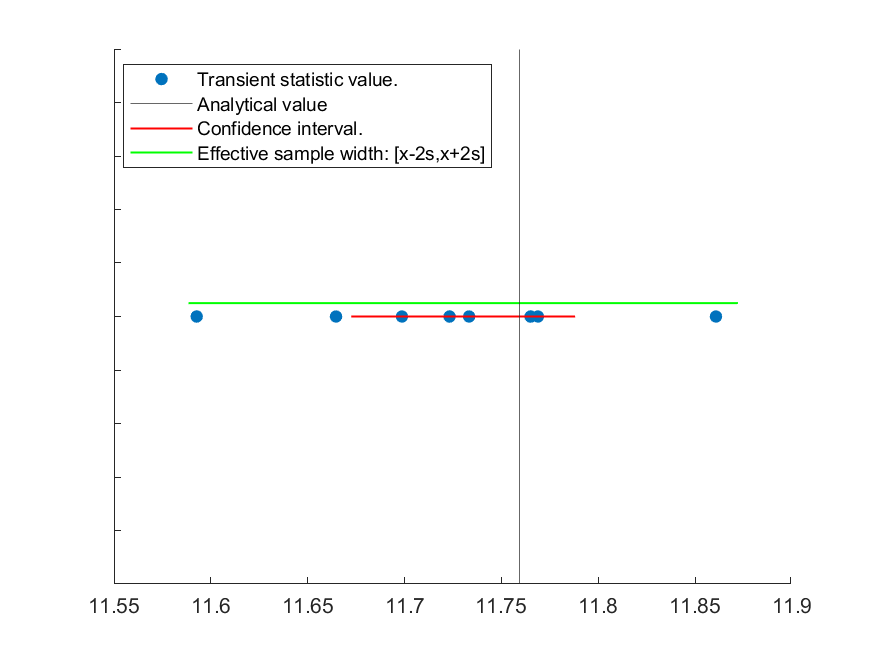 Transient statistic value.
Analytical value
Confidence interval.
Effective sample width: [x-2s,x+2s]
11.55 11.6 11.65 11.7 11.75 11.8 11.85 11.9